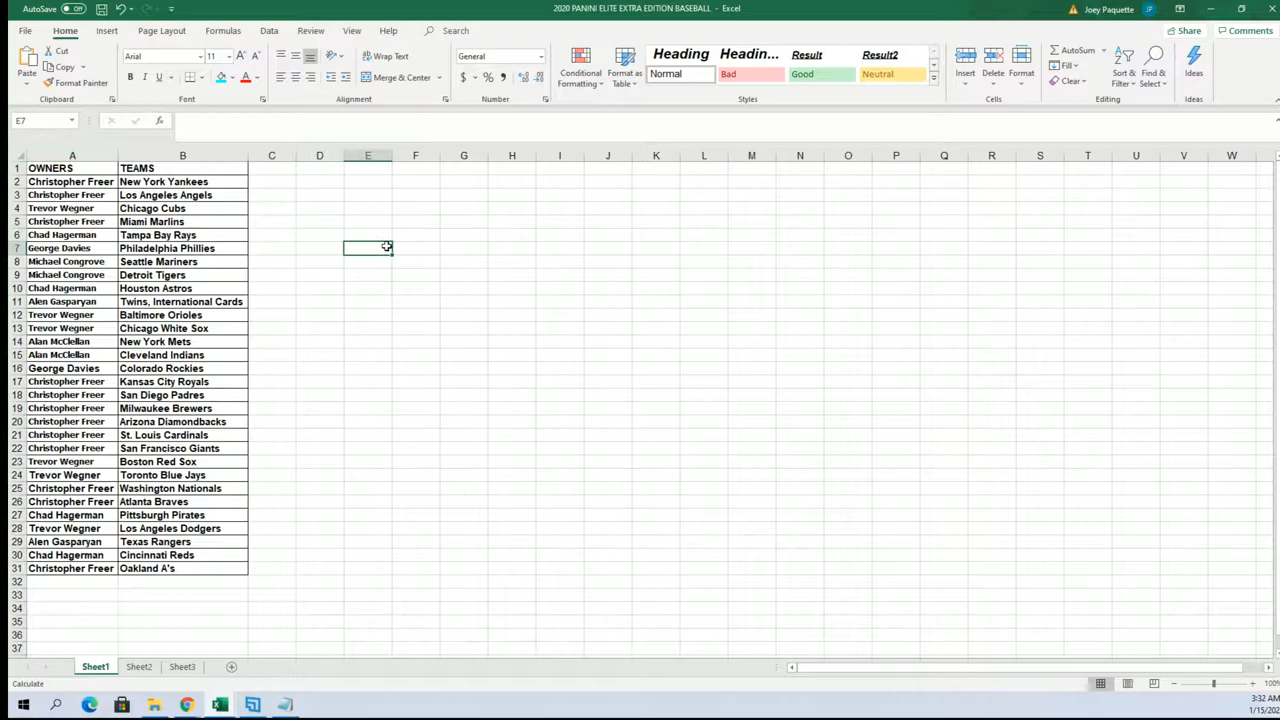 AutoSave Off 2020 PANINI ELITE EXTRA EDITION BASEBALL - Excel Joey Paquette JP
File Home Insert Page Layout Formulas Data Review View Help Search Share Comments
Paste Cut Copy Format Painter Clipboard
Arial 11 A A B I U A Font
Wrap Text Merge & Center Alignment
General $ % , Number
Conditional Formatting Format as Table
Heading Headin... Result Result2
Normal Bad Good Neutral Styles
Insert Delete Format Cells
AutoSum Fill Clear Sort & Filter Find & Select Editing
Ideas Ideas
E7 fx
A B C D E F G H I J K L M N O P Q R S T U V W
1 OWNERS TEAMS
2 Christopher Freer New York Yankees
3 Christopher Freer Los Angeles Angels
4 Trevor Wegner Chicago Cubs
5 Christopher Freer Miami Marlins
6 Chad Hagerman Tampa Bay Rays
7 George Davies Philadelphia Phillies
8 Michael Congrove Seattle Mariners
9 Michael Congrove Detroit Tigers
10 Chad Hagerman Houston Astros
11 Alen Gasparyan Twins, International Cards
12 Trevor Wegner Baltimore Orioles
13 Trevor Wegner Chicago White Sox
14 Alan McClellan New York Mets
15 Alan McClellan Cleveland Indians
16 George Davies Colorado Rockies
17 Christopher Freer Kansas City Royals
18 Christopher Freer San Diego Padres
19 Christopher Freer Milwaukee Brewers
20 Christopher Freer Arizona Diamondbacks
21 Christopher Freer St. Louis Cardinals
22 Christopher Freer San Francisco Giants
23 Trevor Wegner Boston Red Sox
24 Trevor Wegner Toronto Blue Jays
25 Christopher Freer Washington Nationals
26 Christopher Freer Atlanta Braves
27 Chad Hagerman Pittsburgh Pirates
28 Trevor Wegner Los Angeles Dodgers
29 Alen Gasparyan Texas Rangers
30 Chad Hagerman Cincinnati Reds
31 Christopher Freer Oakland A's
32
33
34
35
36
37
Sheet1 Sheet2 Sheet3
Calculate 100%
3:32 AM
1/15/202